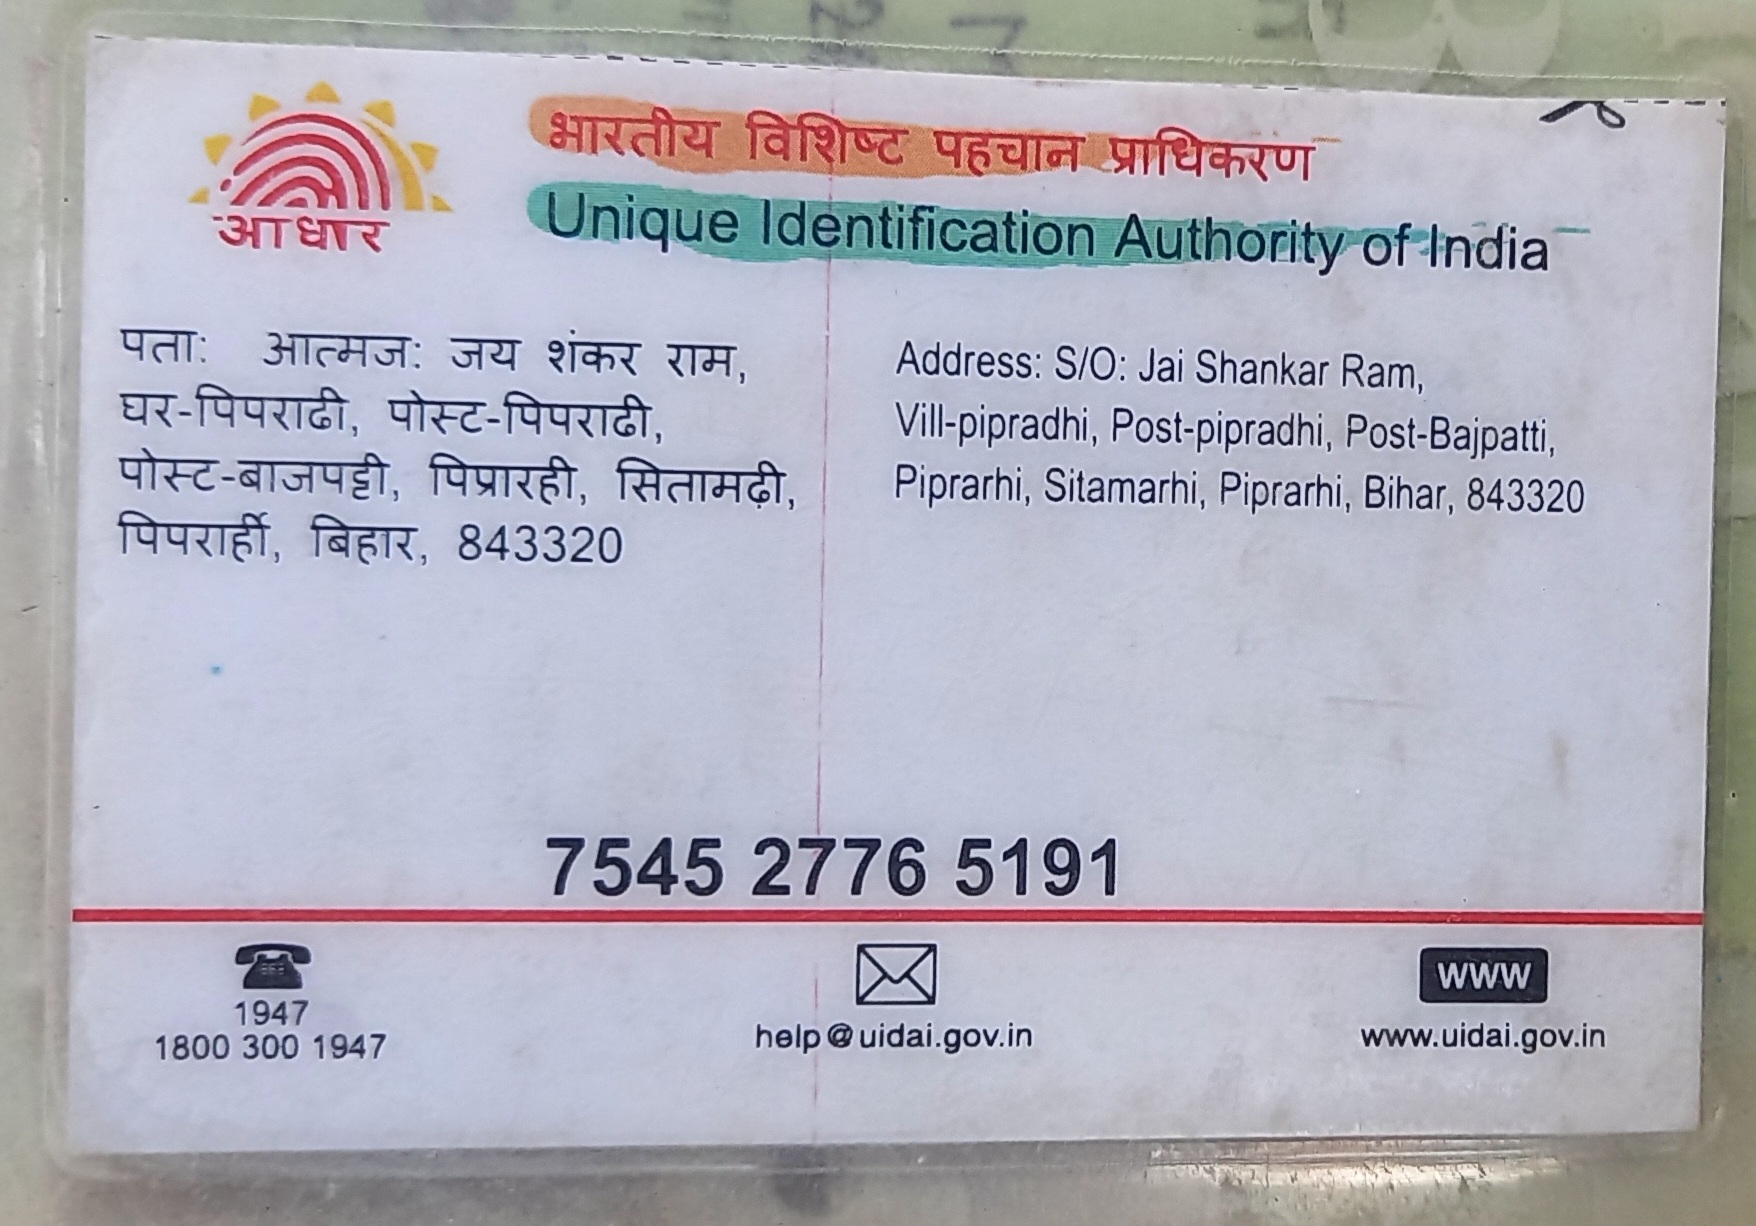 भारतीय विशिष्ट पहचान प्राधिकरण
Unique Identification Authority of India
आधार
पता: आत्मज: जय शंकर राम,
घर-पिपराढी, पोस्ट-पिपराढी,
पोस्ट-बाजपट्टी, पिप्रारही, सितामढ़ी,
पिपरार्ही, बिहार, 843320
Address: S/O: Jai Shankar Ram,
Vill-pipradhi, Post-pipradhi, Post-Bajpatti,
Piprarhi, Sitamarhi, Piprarhi, Bihar, 843320
7545 2776 5191
1947
1800 300 1947
help@uidai.gov.in
www
www.uidai.gov.in